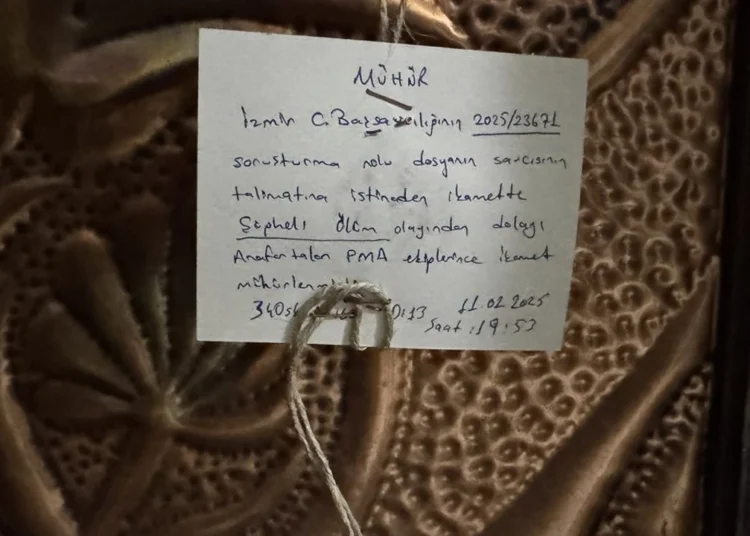 MÜHÜR
İzmir C. Başsavcılığının 2025/23671
soruşturma nolu dosyanın savcısının
talimatına istinaden ikamette
Şüpheli Ölüm olayından dolayı
Anafartalar PMA ekiplerince ikamet
mühürlenmiştir
11.02.2025
Saat: 19:53